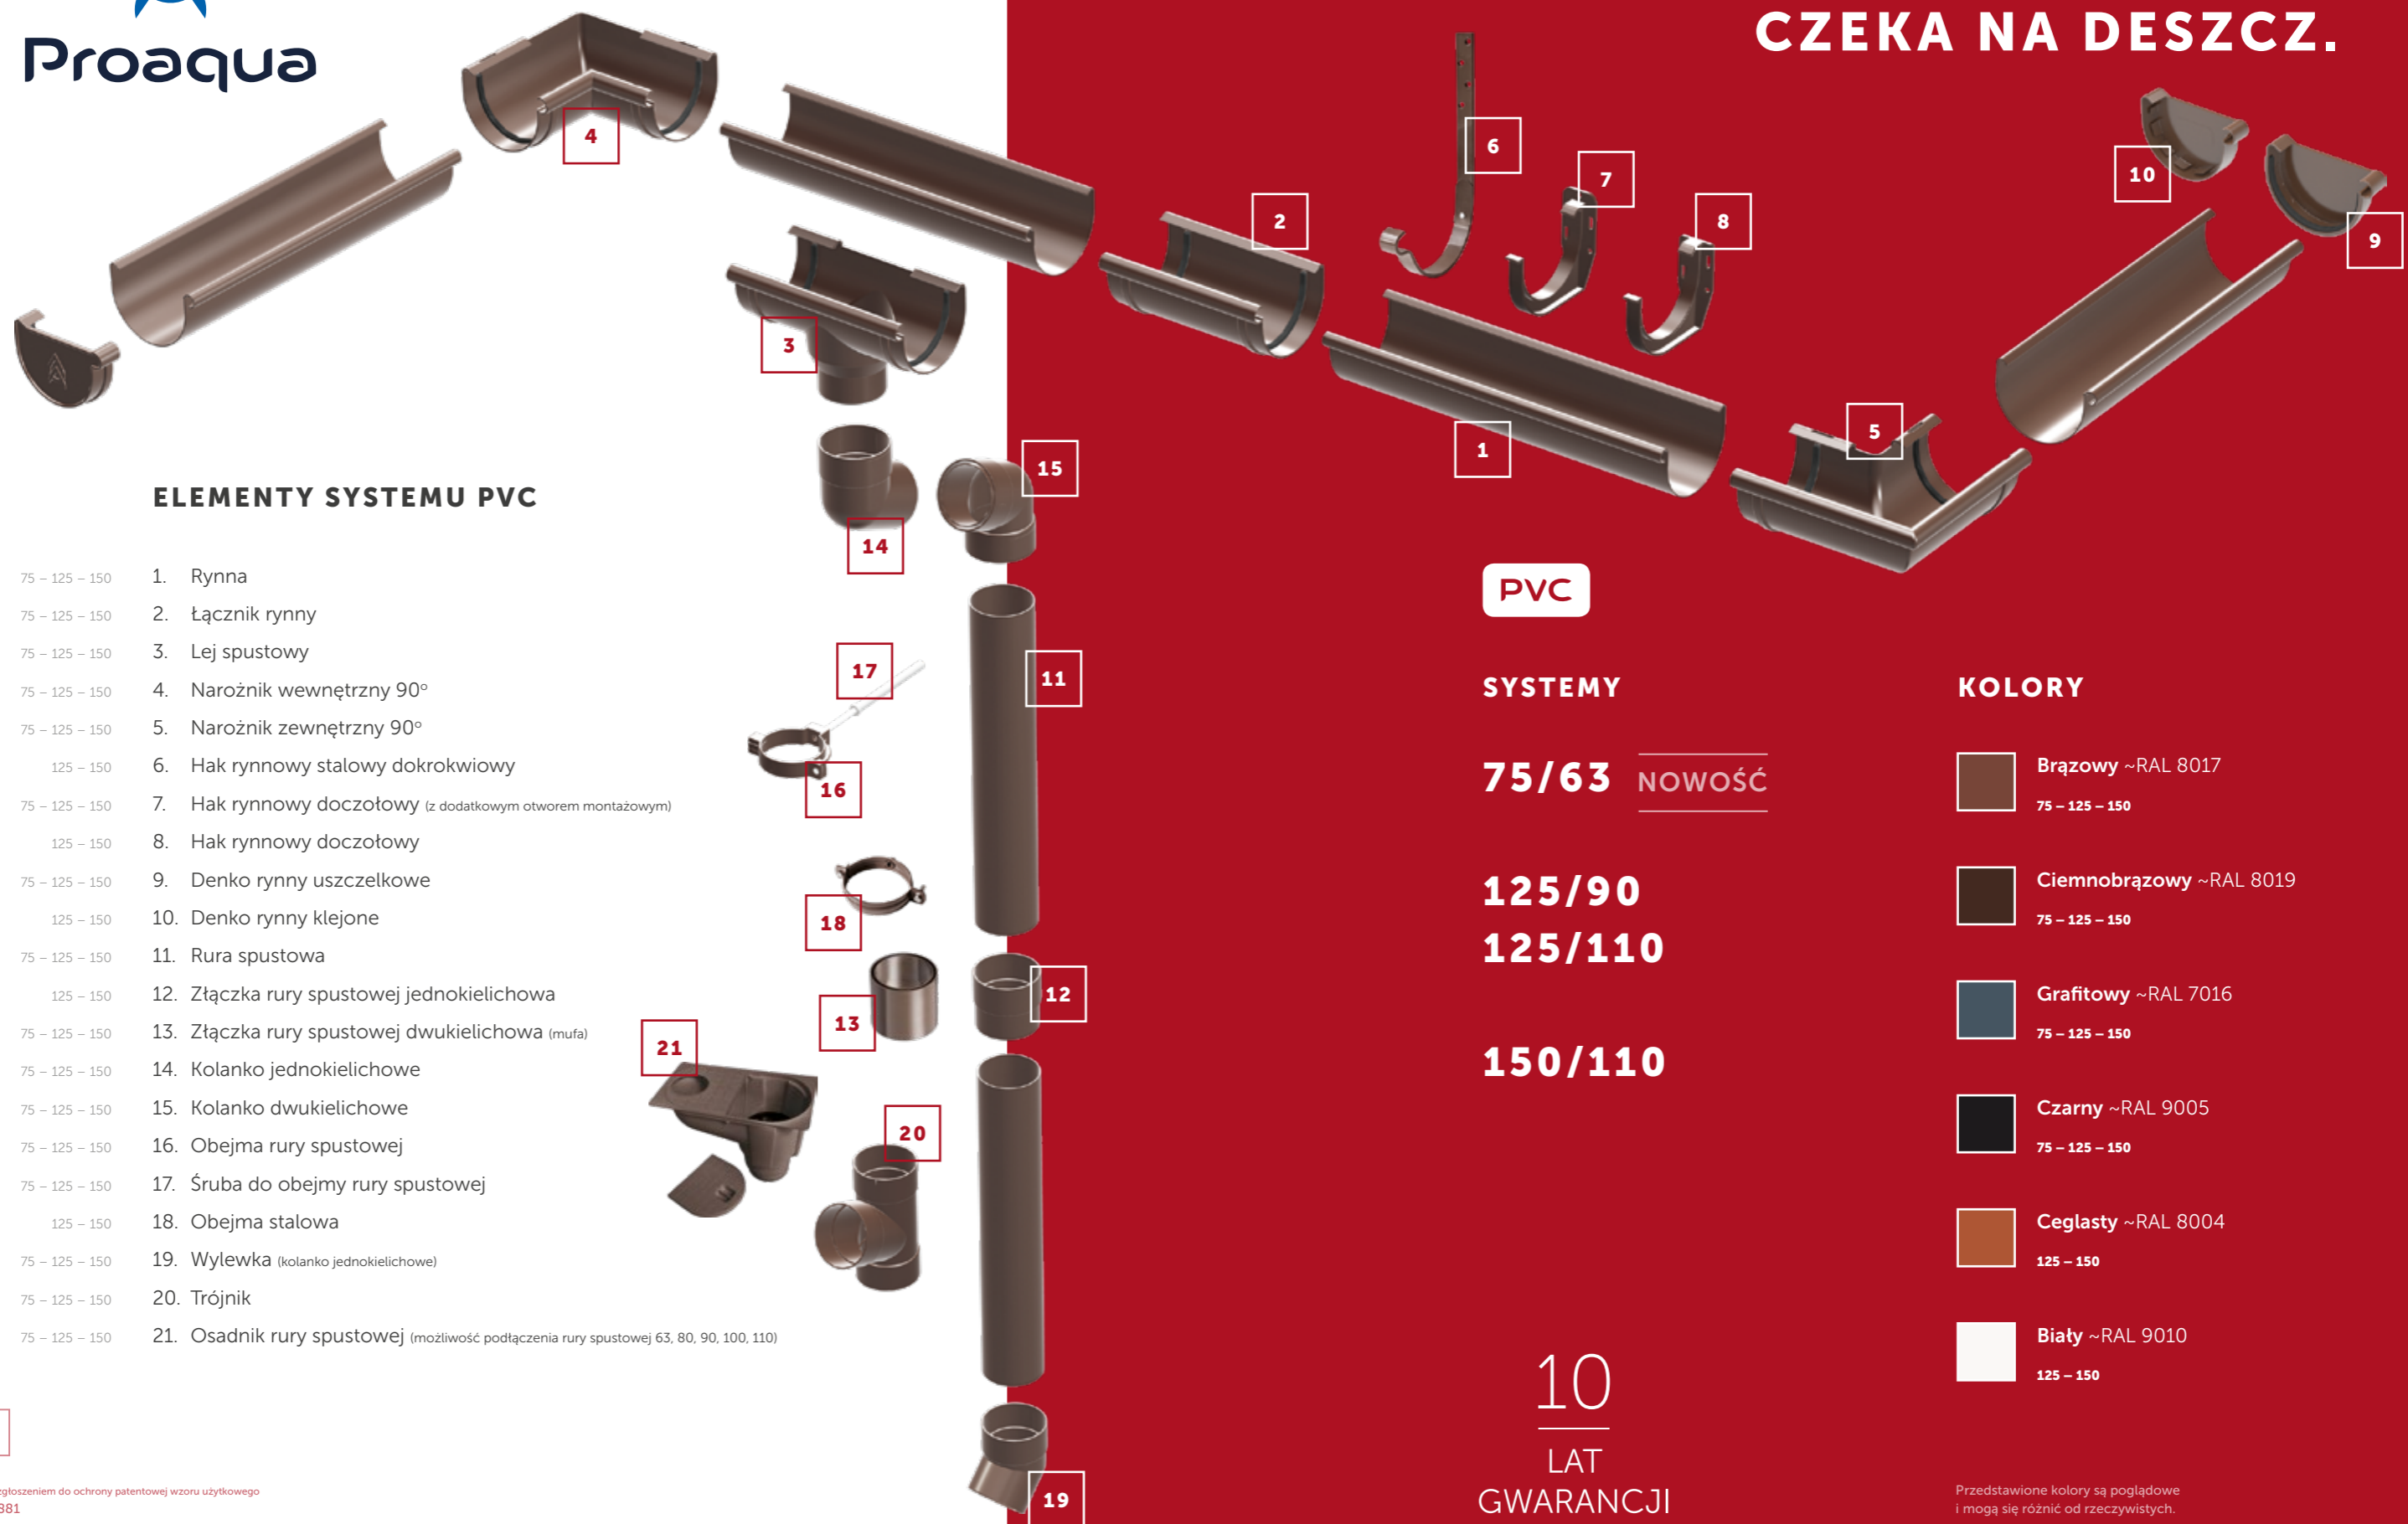 Proaqua
CZEKA NA DESZCZ.
4
6
7
10
2
8
9
3
5
1
15
14
17
11
16
18
12
13
21
20
19
ELEMENTY SYSTEMU PVC
75 – 125 – 150 1. Rynna
75 – 125 – 150 2. Łącznik rynny
75 – 125 – 150 3. Lej spustowy
75 – 125 – 150 4. Narożnik wewnętrzny 90º
75 – 125 – 150 5. Narożnik zewnętrzny 90º
125 – 150 6. Hak rynnowy stalowy dokrokwiowy
75 – 125 – 150 7. Hak rynnowy doczołowy (z dodatkowym otworem montażowym)
125 – 150 8. Hak rynnowy doczołowy
75 – 125 – 150 9. Denko rynny uszczelkowe
125 – 150 10. Denko rynny klejone
75 – 125 – 150 11. Rura spustowa
125 – 150 12. Złączka rury spustowej jednokielichowa
75 – 125 – 150 13. Złączka rury spustowej dwukielichowa (mufa)
75 – 125 – 150 14. Kolanko jednokielichowe
75 – 125 – 150 15. Kolanko dwukielichowe
75 – 125 – 150 16. Obejma rury spustowej
75 – 125 – 150 17. Śruba do obejmy rury spustowej
125 – 150 18. Obejma stalowa
75 – 125 – 150 19. Wylewka (kolanko jednokielichowe)
75 – 125 – 150 20. Trójnik
75 – 125 – 150 21. Osadnik rury spustowej (możliwość podłączenia rury spustowej 63, 80, 90, 100, 110)
zgłoszeniem do ochrony patentowej wzoru użytkowego
881
PVC
SYSTEMY
75/63 NOWOŚĆ
125/90
125/110
150/110
10
LAT
GWARANCJI
KOLORY
Brązowy ~RAL 8017
75 – 125 – 150
Ciemnobrązowy ~RAL 8019
75 – 125 – 150
Grafitowy ~RAL 7016
75 – 125 – 150
Czarny ~RAL 9005
75 – 125 – 150
Ceglasty ~RAL 8004
125 – 150
Biały ~RAL 9010
125 – 150
Przedstawione kolory są poglądowe
i mogą się różnić od rzeczywistych.